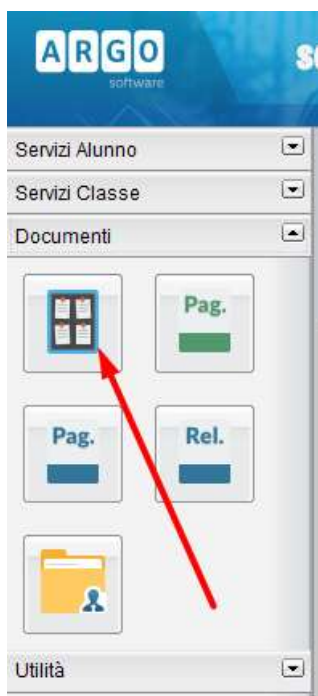 ARGO
software
Servizi Alunno
Servizi Classe
Documenti
Pag.
Pag.
Rel.
Utilità